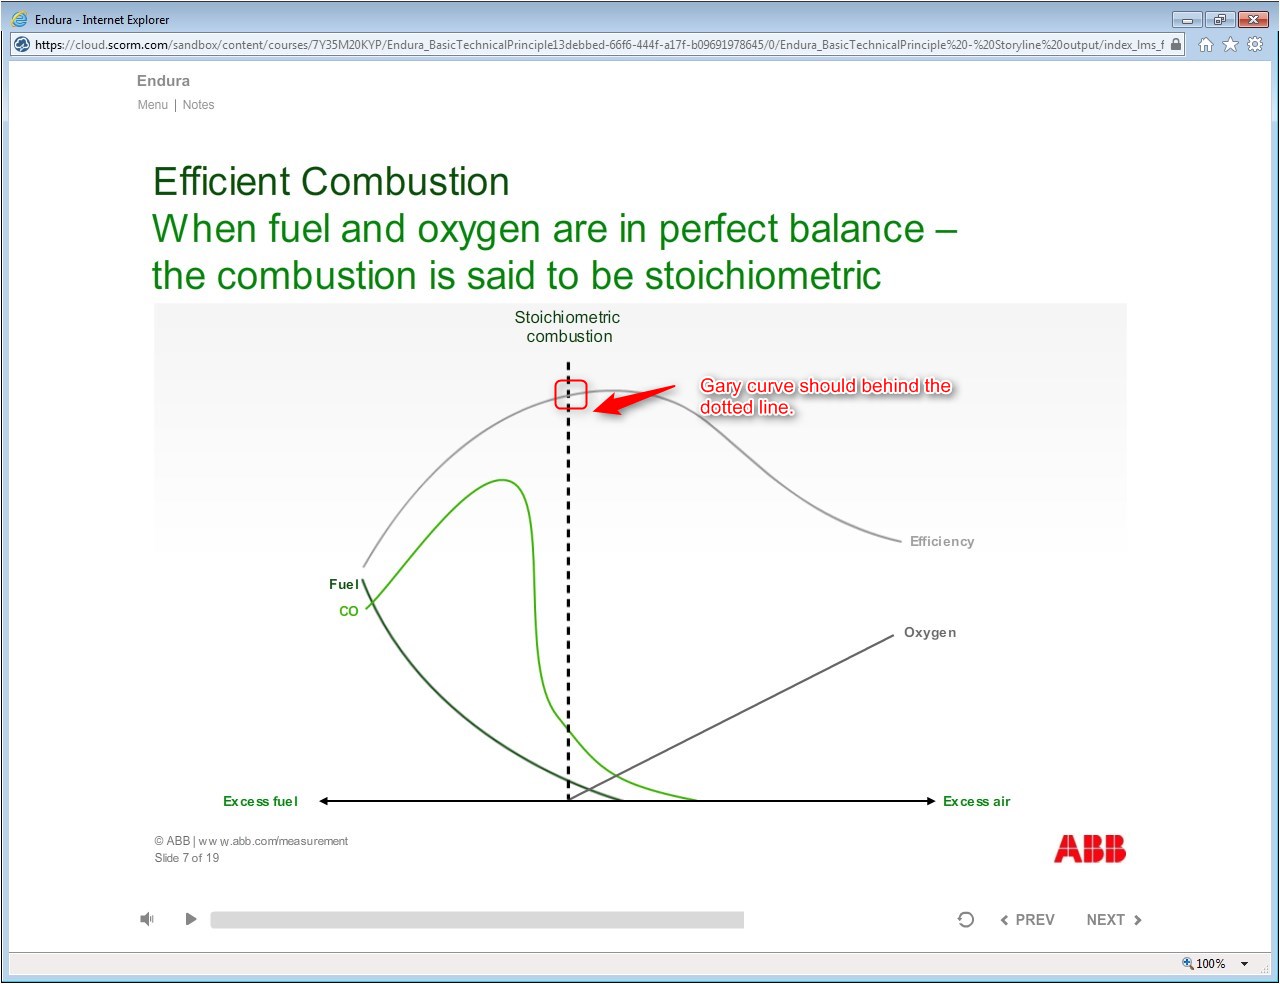 Endura - Internet Explorer
https://cloud.scorm.com/sandbox/content/courses/7Y35M20KYP/Endura_BasicTechnicalPrinciple13debbed-66f6-444f-a17f-b09691978645/0/Endura_BasicTechnicalPrinciple%20-%20Storyline%20output/index_lms_f
Endura
Menu | Notes
Efficient Combustion
When fuel and oxygen are in perfect balance –
the combustion is said to be stoichiometric
Stoichiometric
combustion
Gary curve should behind the
dotted line.
Efficiency
Fuel
CO
Oxygen
Excess fuel
Excess air
© ABB | www.abb.com/measurement
Slide 7 of 19
ABB
PREV
NEXT
100%